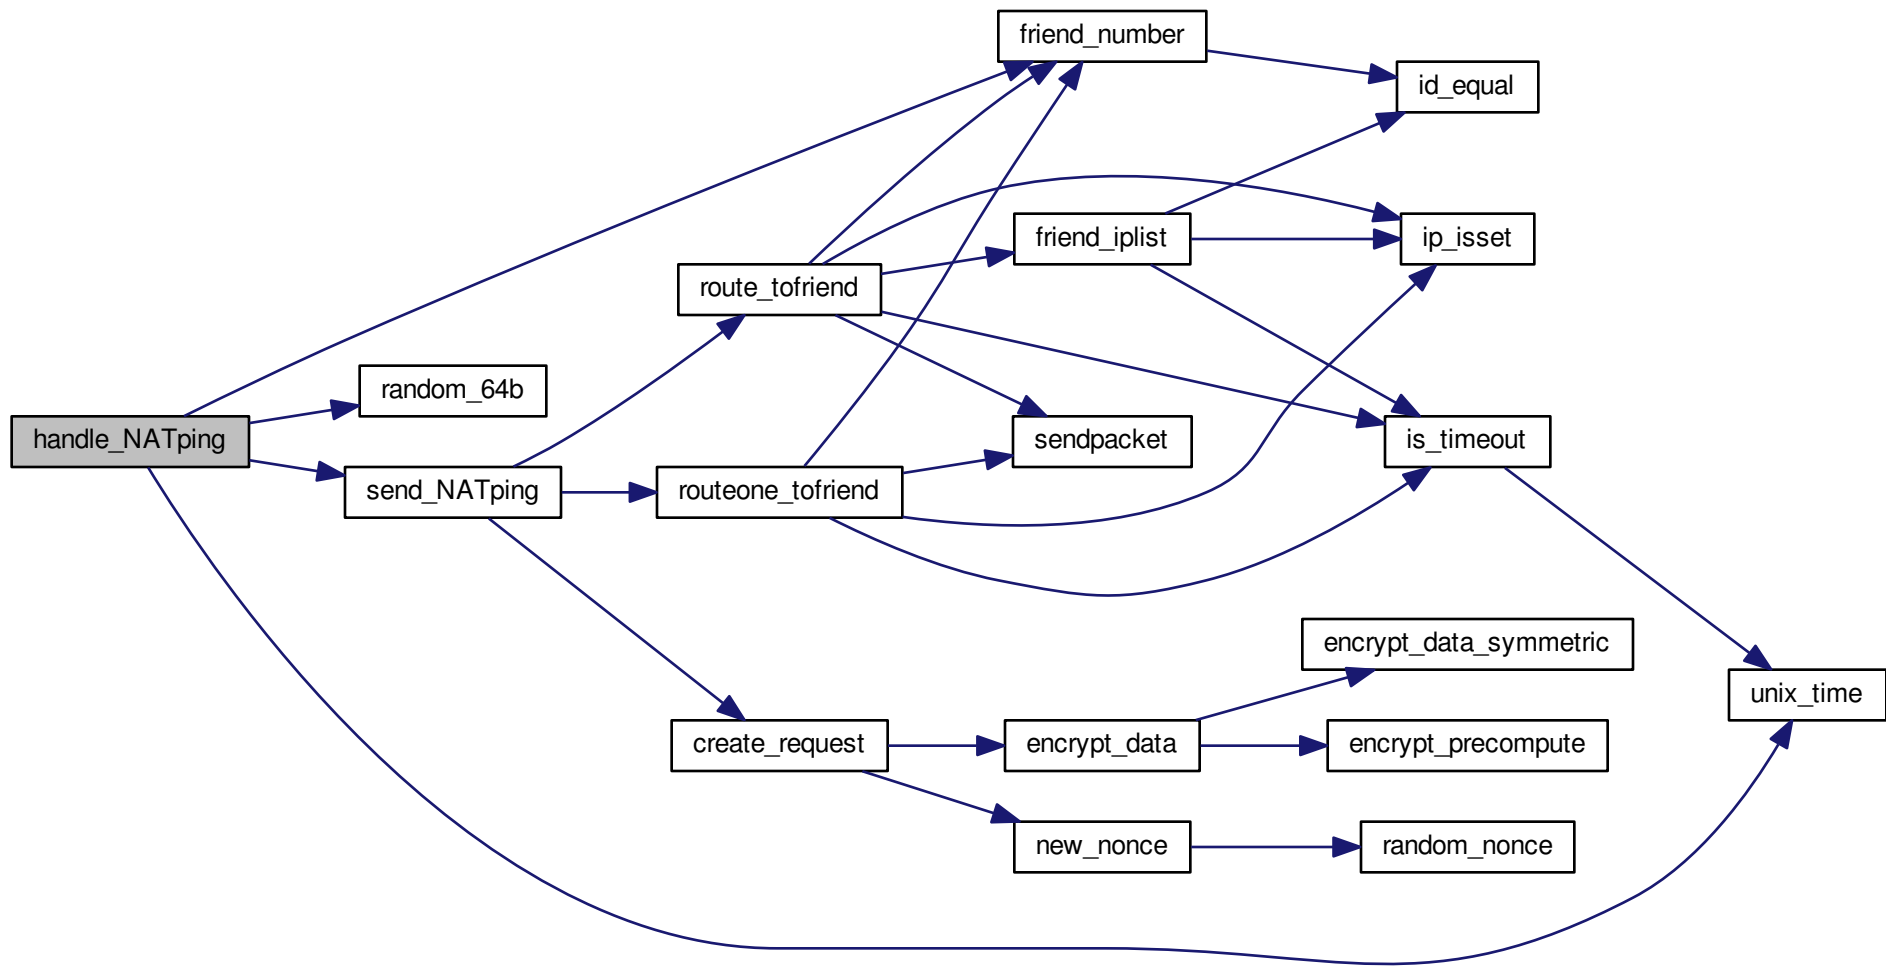 friend_number
id_equal
friend_iplist
ip_isset
route_tofriend
random_64b
handle_NATping
sendpacket
is_timeout
send_NATping
routeone_tofriend
encrypt_data_symmetric
unix_time
create_request
encrypt_data
encrypt_precompute
new_nonce
random_nonce